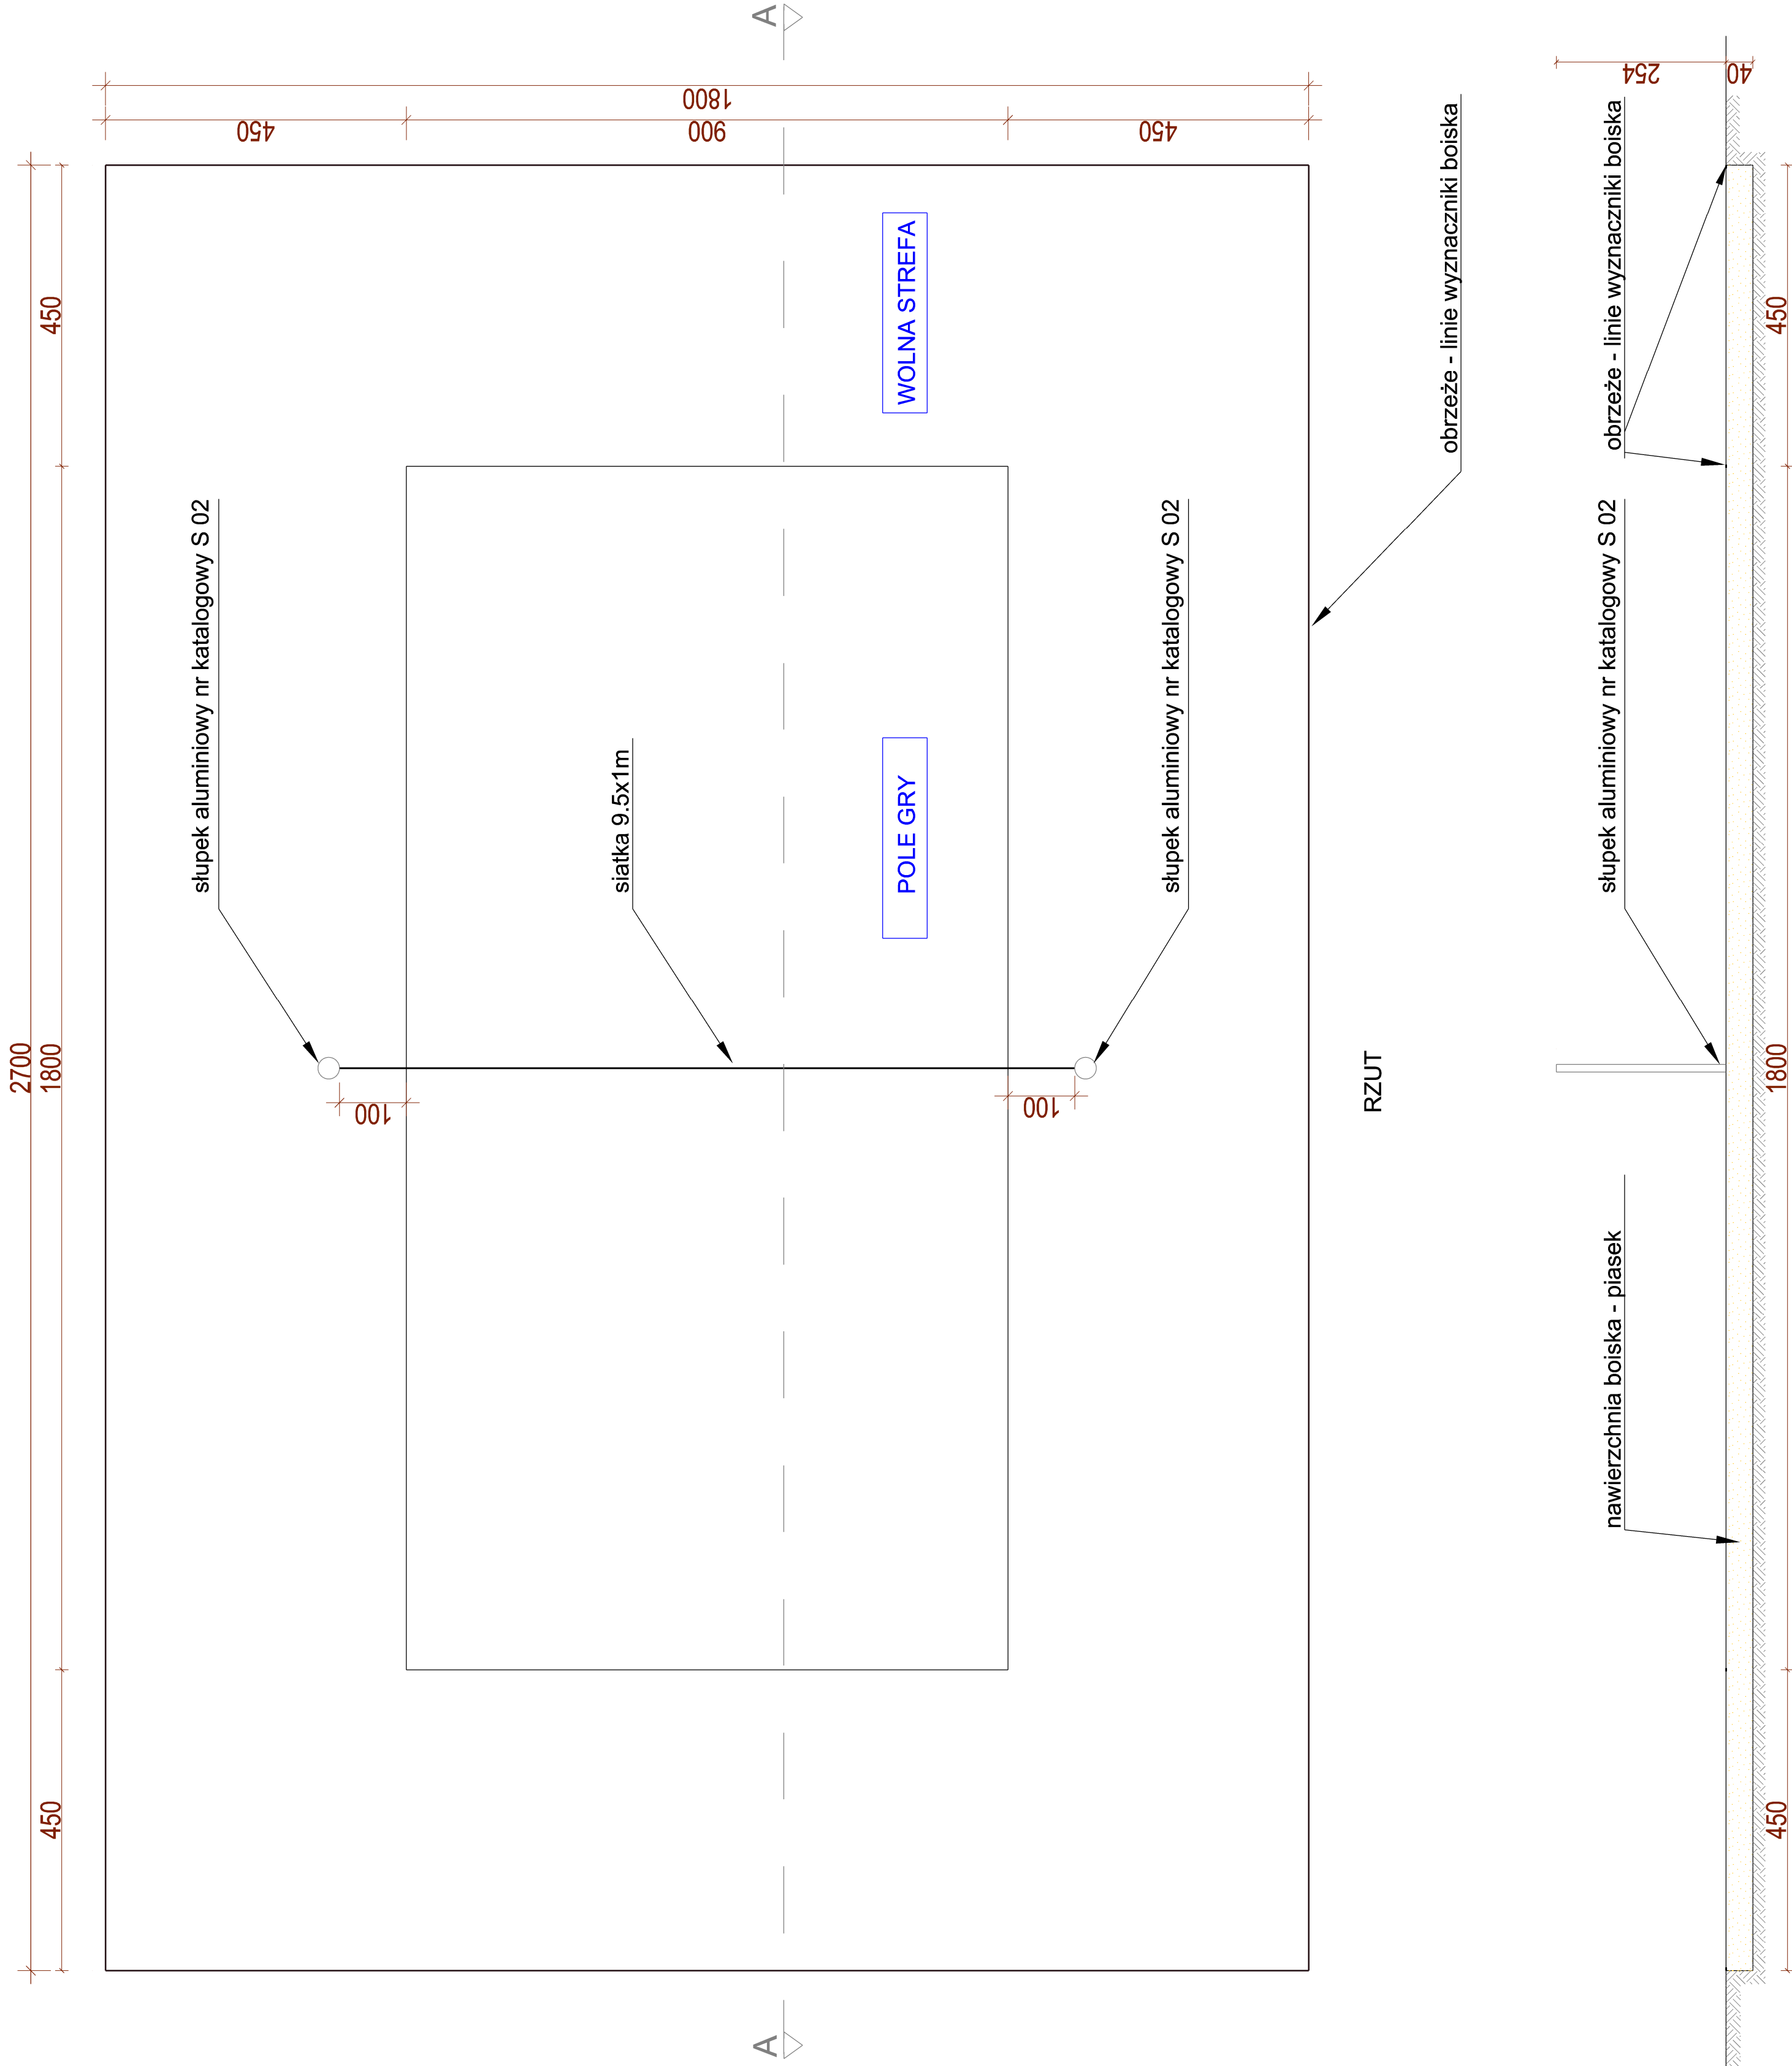 2700
450
1800
450
A
A
450
900
450
1800
słupek aluminiowy nr katalogowy S 02
siatka 9.5x1m
WOLNA STREFA
POLE GRY
słupek aluminiowy nr katalogowy S 02
100
100
RZUT
obrzeże - linie wyznaczniki boiska
nawierzchnia boiska - piasek
słupek aluminiowy nr katalogowy S 02
obrzeże - linie wyznaczniki boiska
254
40
450
1800
450